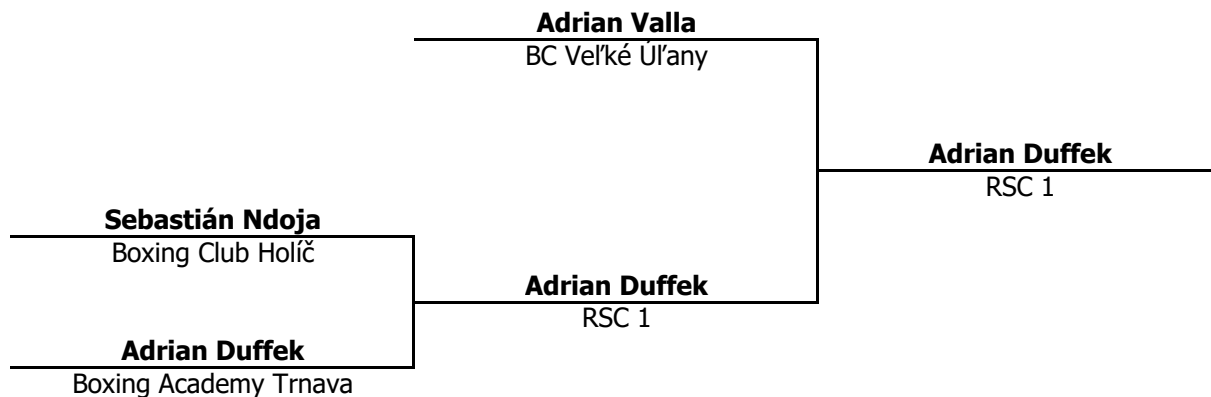 Adrian Valla
BC Veľké Úľany
Adrian Duffek
RSC 1
Sebastián Ndoja
Boxing Club Holíč
Adrian Duffek
RSC 1
Adrian Duffek
Boxing Academy Trnava